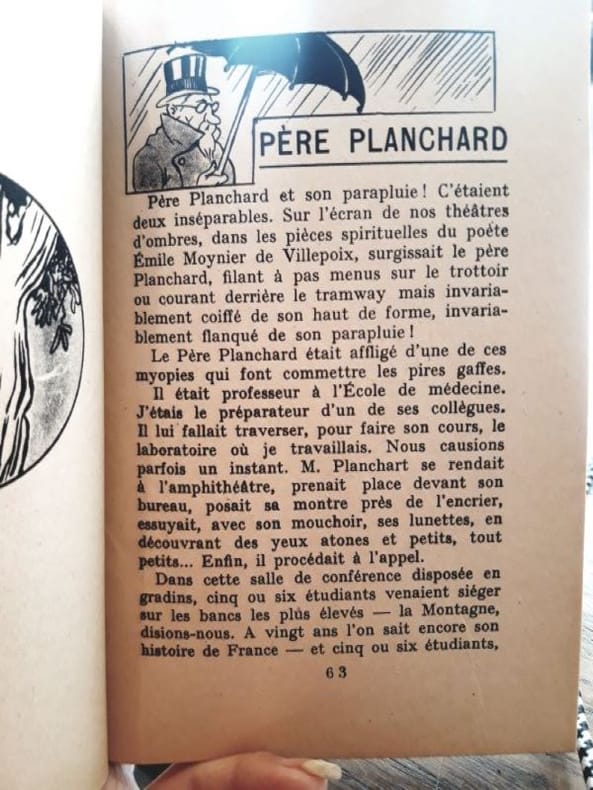 PÈRE PLANCHARD
Père Planchard et son parapluie ! C'étaient
deux inséparables. Sur l'écran de nos théâtres
d'ombres, dans les pièces spirituelles du poète
Émile Moynier de Villepoix, surgissait le père
Planchard, filant à pas menus sur le trottoir
ou courant derrière le tramway mais invaria-
blement coiffé de son haut de forme, invaria-
blement flanqué de son parapluie !
Le Père Planchard était affligé d'une de ces
myopies qui font commettre les pires gaffes.
Il était professeur à l'École de médecine.
J'étais le préparateur d'un de ses collègues.
Il lui fallait traverser, pour faire son cours, le
laboratoire où je travaillais. Nous causions
parfois un instant. M. Planchart se rendait
à l'amphithéâtre, prenait place devant son
bureau, posait sa montre près de l'encrier,
essuyait, avec son mouchoir, ses lunettes, en
découvrant des yeux atones et petits, tout
petits... Enfin, il procédait à l'appel.
Dans cette salle de conférence disposée en
gradins, cinq ou six étudiants venaient siéger
sur les bancs les plus élevés — la Montagne,
disions-nous. A vingt ans l'on sait encore son
histoire de France — et cinq ou six étudiants,
63